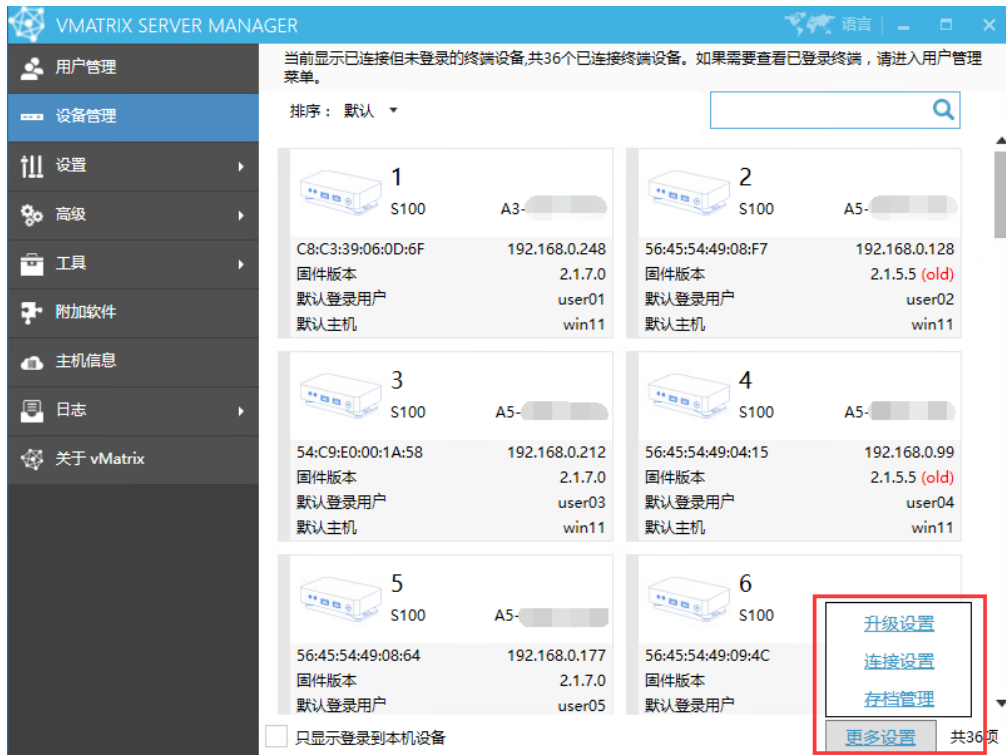 VMATRIX SERVER MANAGER
语言
用户管理
设备管理
设置
高级
工具
附加软件
主机信息
日志
关于 vMatrix
当前显示已连接但未登录的终端设备,共36个已连接终端设备。如果需要查看已登录终端，请进入用户管理
菜单。
排序： 默认
1
S100 A3-
C8:C3:39:06:0D:6F 192.168.0.248
固件版本 2.1.7.0
默认登录用户 user01
默认主机 win11
2
S100 A5-
56:45:54:49:08:F7 192.168.0.128
固件版本 2.1.5.5 (old)
默认登录用户 user02
默认主机 win11
3
S100 A5-
54:C9:E0:00:1A:58 192.168.0.212
固件版本 2.1.7.0
默认登录用户 user03
默认主机 win11
4
S100 A5-
56:45:54:49:04:15 192.168.0.99
固件版本 2.1.5.5 (old)
默认登录用户 user04
默认主机 win11
5
S100 A5-
56:45:54:49:08:64 192.168.0.177
固件版本 2.1.7.0
默认登录用户 user05
6
S100
56:45:54:49:09:4C
固件版本
默认登录用户
升级设置
连接设置
存档管理
只显示登录到本机设备
更多设置
共36项